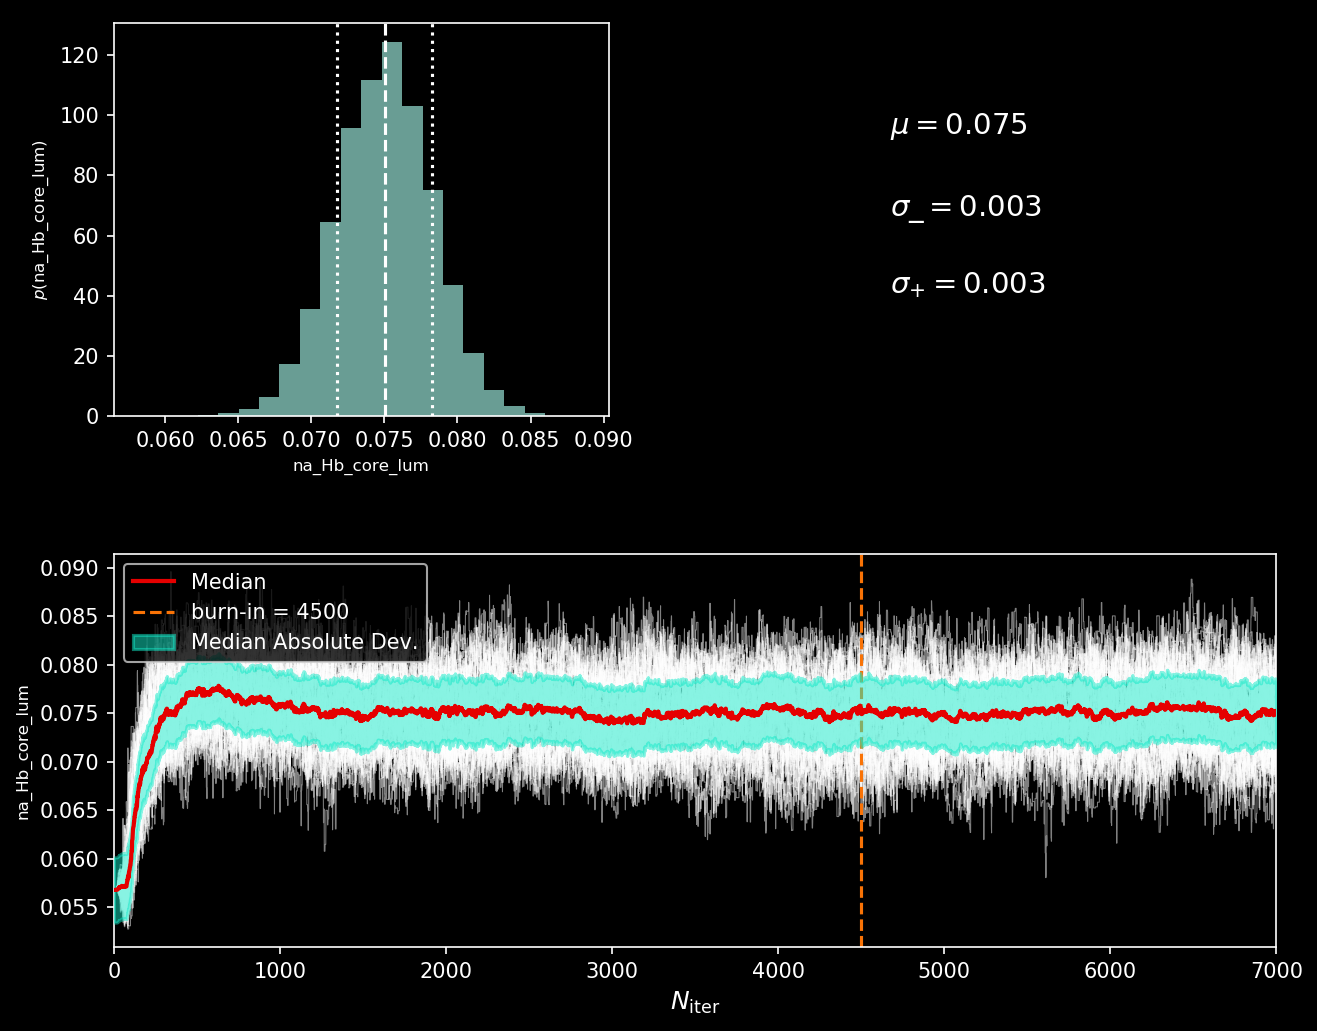 120
100
80
60
40
20
0
p(na_Hb_core_lum)
0.060 0.065 0.070 0.075 0.080 0.085 0.090
na_Hb_core_lum
μ = 0.075
σ_ = 0.003
σ+ = 0.003
Median
burn-in = 4500
Median Absolute Dev.
0.090
0.085
0.080
0.075
0.070
0.065
0.060
0.055
na_Hb_core_lum
0 1000 2000 3000 4000 5000 6000 7000
Niter